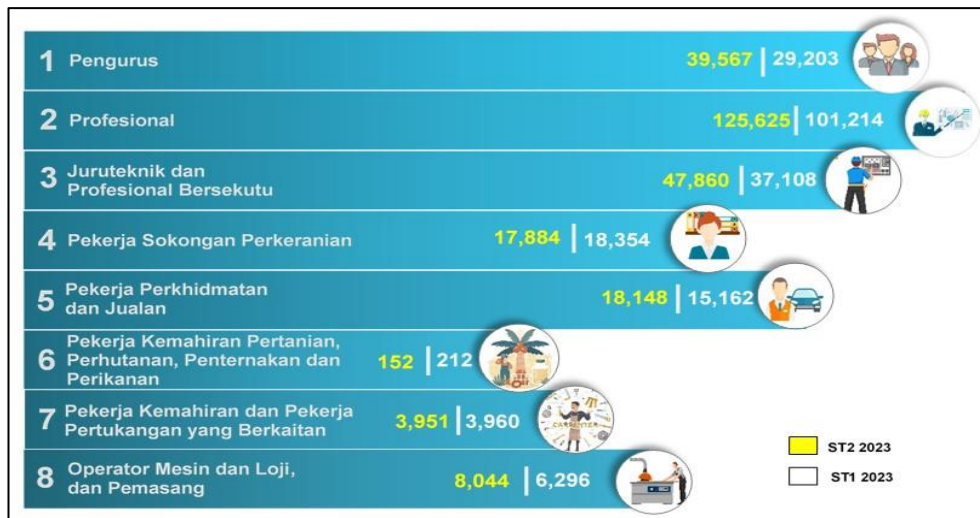 1 Pengurus 39,567 | 29,203
2 Profesional 125,625 | 101,214
3 Juruteknik dan
Profesional Bersekutu 47,860 | 37,108
4 Pekerja Sokongan Perkeranian 17,884 | 18,354
5 Pekerja Perkhidmatan
dan Jualan 18,148 | 15,162
6 Pekerja Kemahiran Pertanian,
Perhutanan, Penternakan dan
Perikanan 152 | 212
7 Pekerja Kemahiran dan Pekerja
Pertukangan yang Berkaitan 3,951 | 3,960
CARPENTER
8 Operator Mesin dan Loji,
dan Pemasang 8,044 | 6,296
ST2 2023
ST1 2023